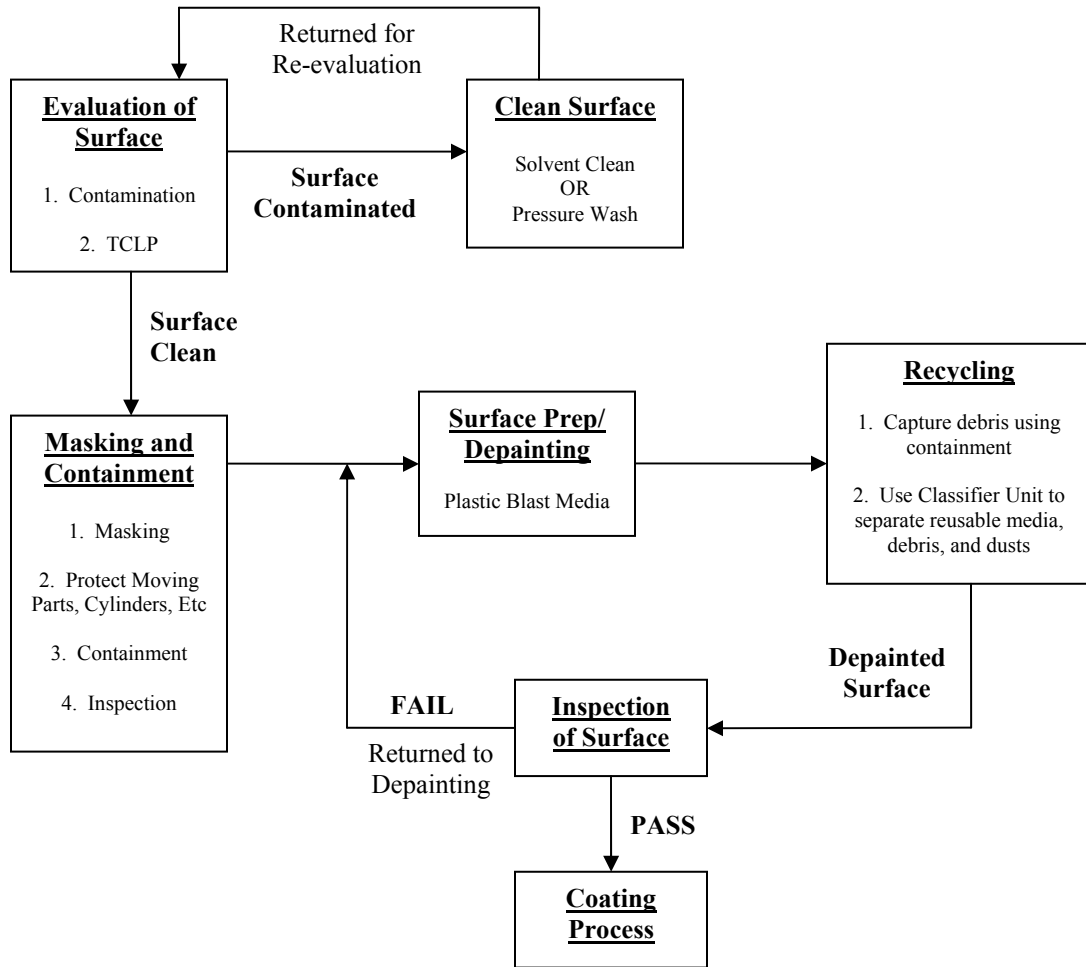 Returned for
Re-evaluation
Evaluation of
Surface
1. Contamination
2. TCLP
Surface
Contaminated
Clean Surface
Solvent Clean
OR
Pressure Wash
Surface
Clean
Masking and
Containment
1. Masking
2. Protect Moving
Parts, Cylinders, Etc
3. Containment
4. Inspection
Surface Prep/
Depainting
Plastic Blast Media
Recycling
1. Capture debris using
containment
2. Use Classifier Unit to
separate reusable media,
debris, and dusts
Depainted
Surface
Inspection
of Surface
FAIL
Returned to
Depainting
PASS
Coating
Process